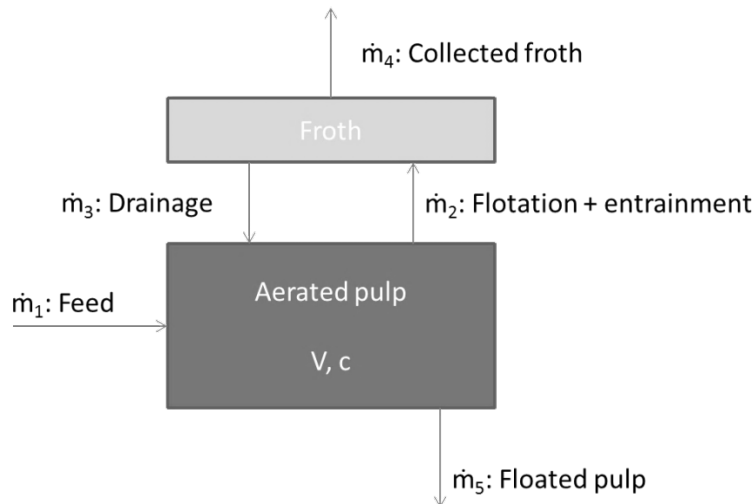 ṁ₄: Collected froth
Froth
ṁ₃: Drainage
ṁ₂: Flotation + entrainment
Aerated pulp
ṁ₁: Feed
V, c
ṁ₅: Floated pulp